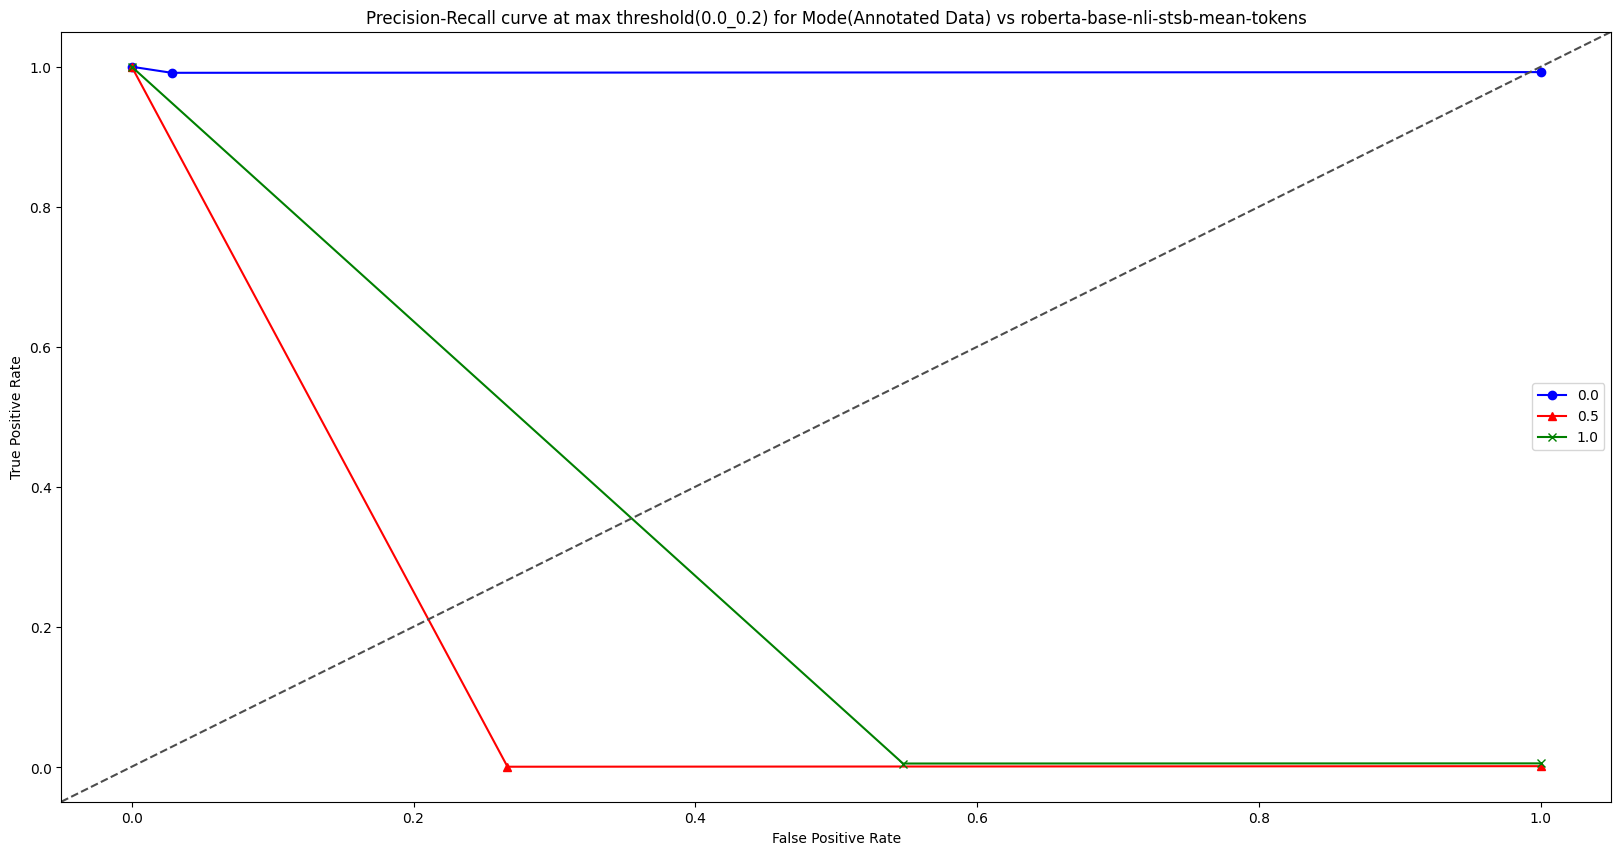 Precision-Recall curve at max threshold(0.0_0.2) for Mode(Annotated Data) vs roberta-base-nli-stsb-mean-tokens
1.0
0.8
0.6
0.4
0.2
0.0
True Positive Rate
0.0
0.5
1.0
0.0 0.2 0.4 0.6 0.8 1.0
False Positive Rate